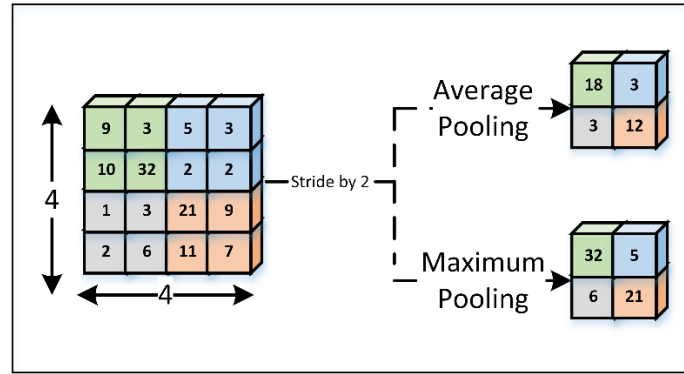 9 3 5 3
10 32 2 2
1 3 21 9
2 6 11 7
4
4
Stride by 2
Average
Pooling
18 3
3 12
Maximum
Pooling
32 5
6 21